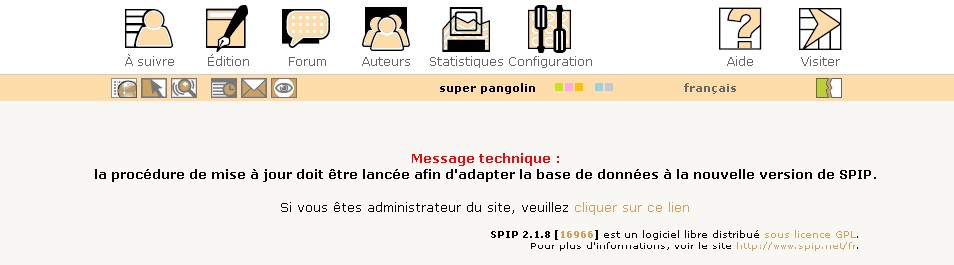 À suivre Édition Forum Auteurs Statistiques Configuration Aide Visiter
super pangolin français
Message technique :
la procédure de mise à jour doit être lancée afin d'adapter la base de données à la nouvelle version de SPIP.
Si vous êtes administrateur du site, veuillez cliquer sur ce lien
SPIP 2.1.8 [16966] est un logiciel libre distribué sous licence GPL.
Pour plus d'informations, voir le site http://www.spip.net/fr.